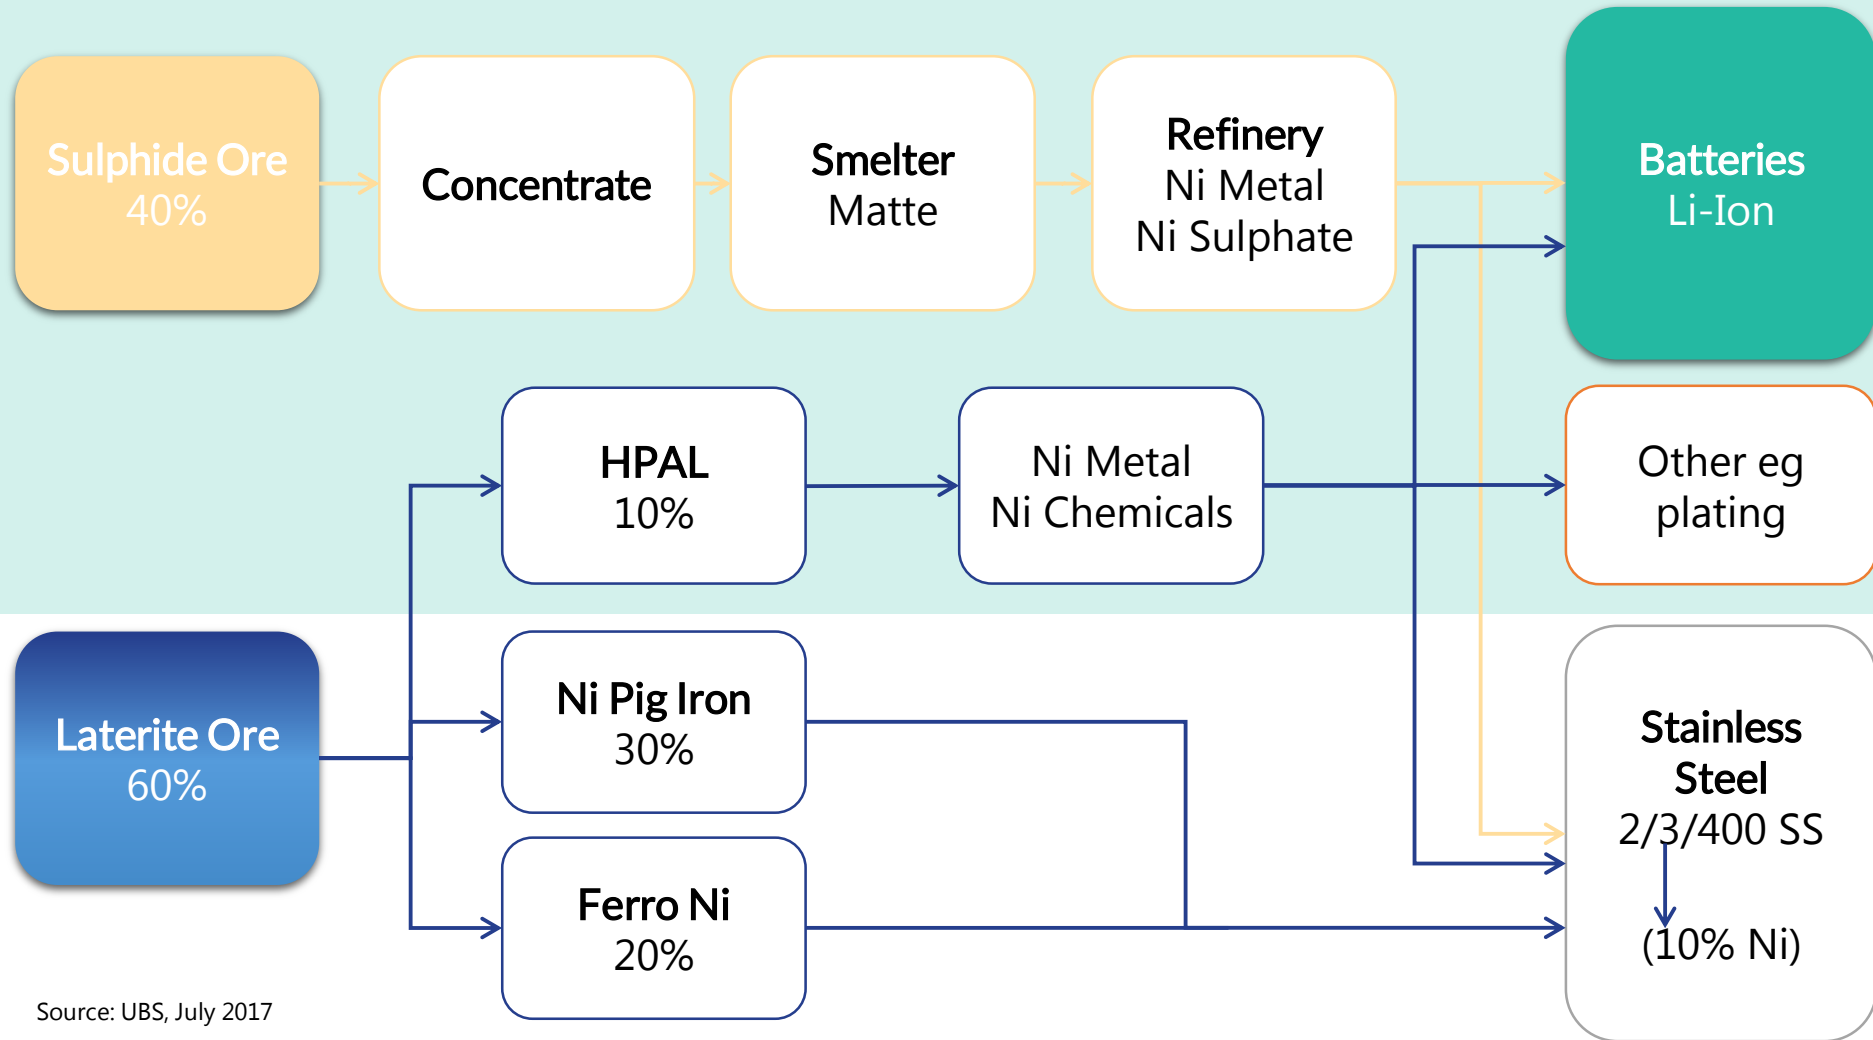 Sulphide Ore
40%
Concentrate
Smelter
Matte
Refinery
Ni Metal
Ni Sulphate
Batteries
Li-Ion
HPAL
10%
Ni Metal
Ni Chemicals
Other eg
plating
Laterite Ore
60%
Ni Pig Iron
30%
Ferro Ni
20%
Stainless
Steel
2/3/400 SS
(10% Ni)
Source: UBS, July 2017